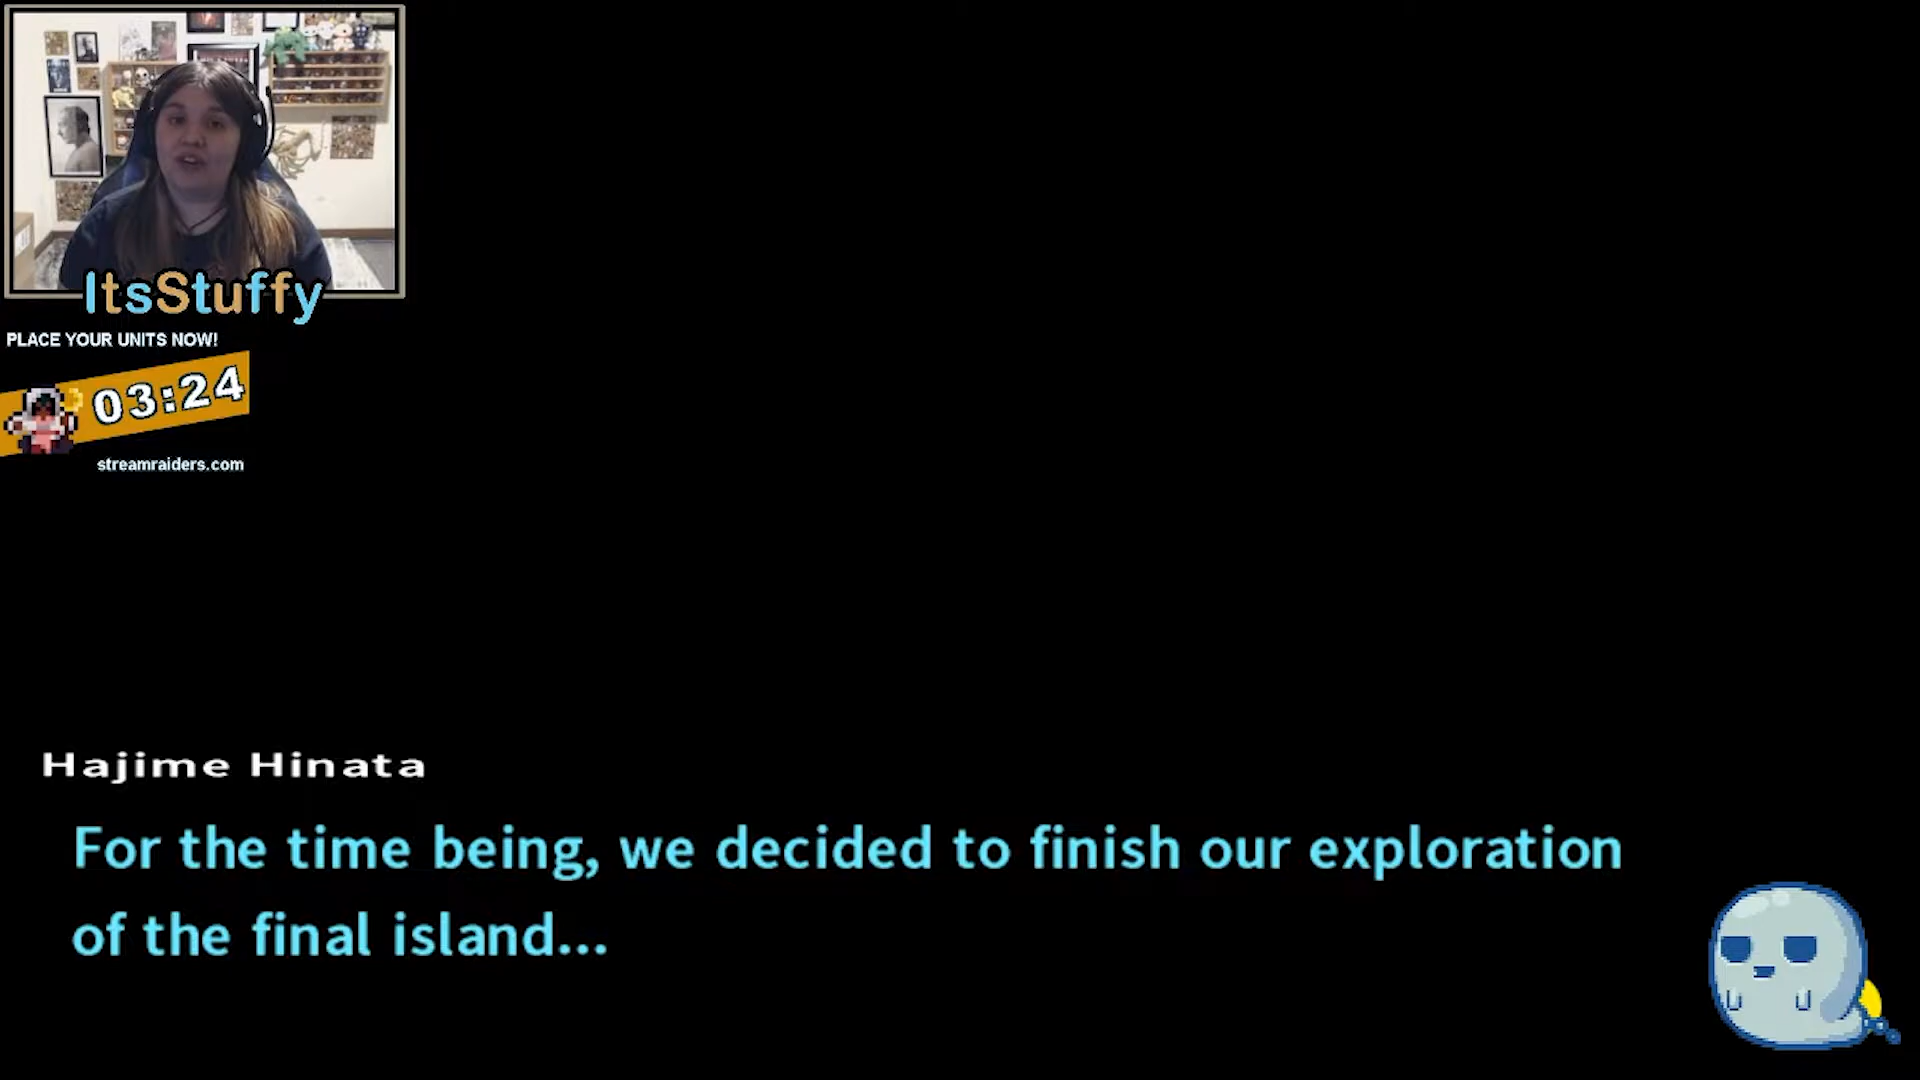 ItsStuffy
PLACE YOUR UNITS NOW!
03:24
streamraiders.com
Hajime Hinata
For the time being, we decided to finish our exploration
of the final island...